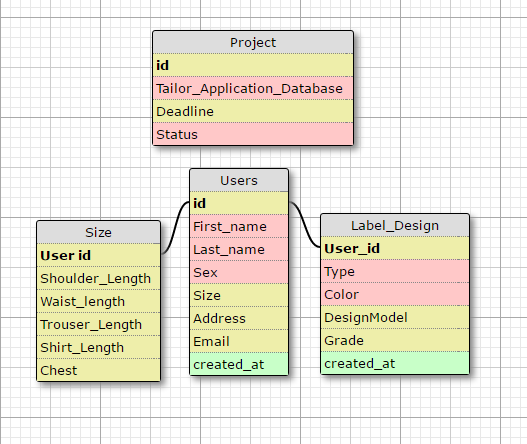 Project
id
Tailor_Application_Database
Deadline
Status
Size
User id
Shoulder_Length
Waist_length
Trouser_Length
Shirt_Length
Chest
Users
id
First_name
Last_name
Sex
Size
Address
Email
created_at
Label_Design
User_id
Type
Color
DesignModel
Grade
created_at